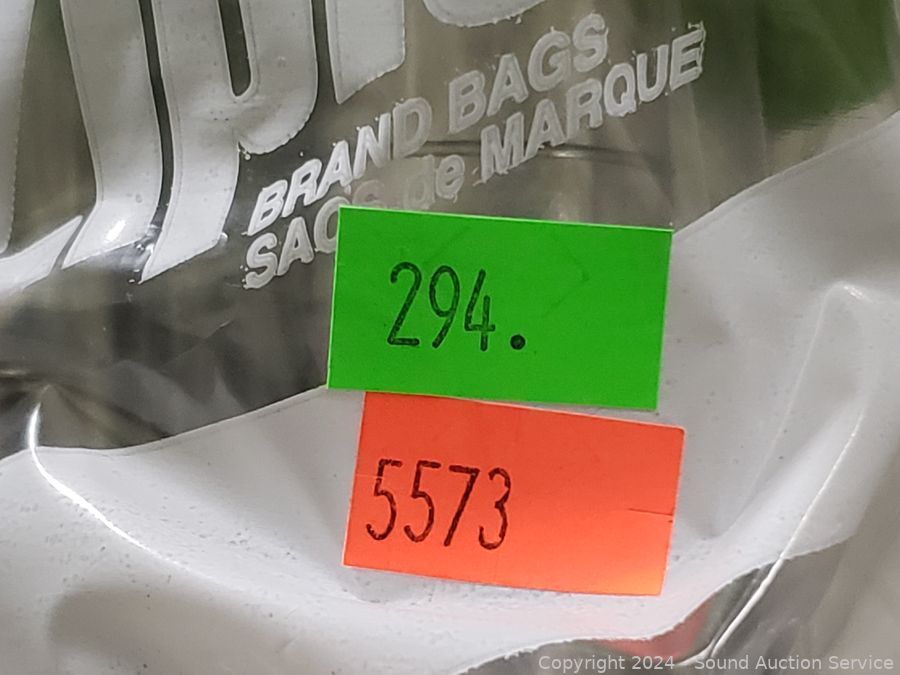 BRAND BAGS
SACS de MARQUE
294.
5573
Copyright 2024 - Sound Auction Service